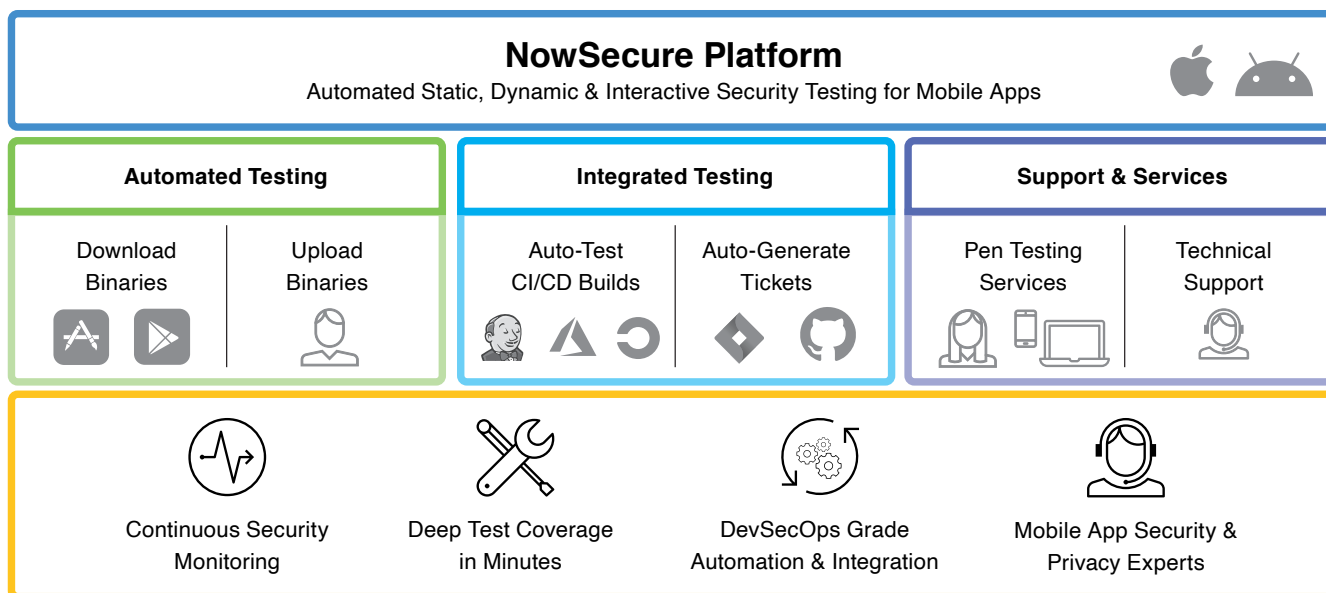 NowSecure Platform
Automated Static, Dynamic & Interactive Security Testing for Mobile Apps
Automated Testing
Download
Binaries
Upload
Binaries
Integrated Testing
Auto-Test
CI/CD Builds
Auto-Generate
Tickets
Support & Services
Pen Testing
Services
Technical
Support
Continuous Security
Monitoring
Deep Test Coverage
in Minutes
DevSecOps Grade
Automation & Integration
Mobile App Security &
Privacy Experts